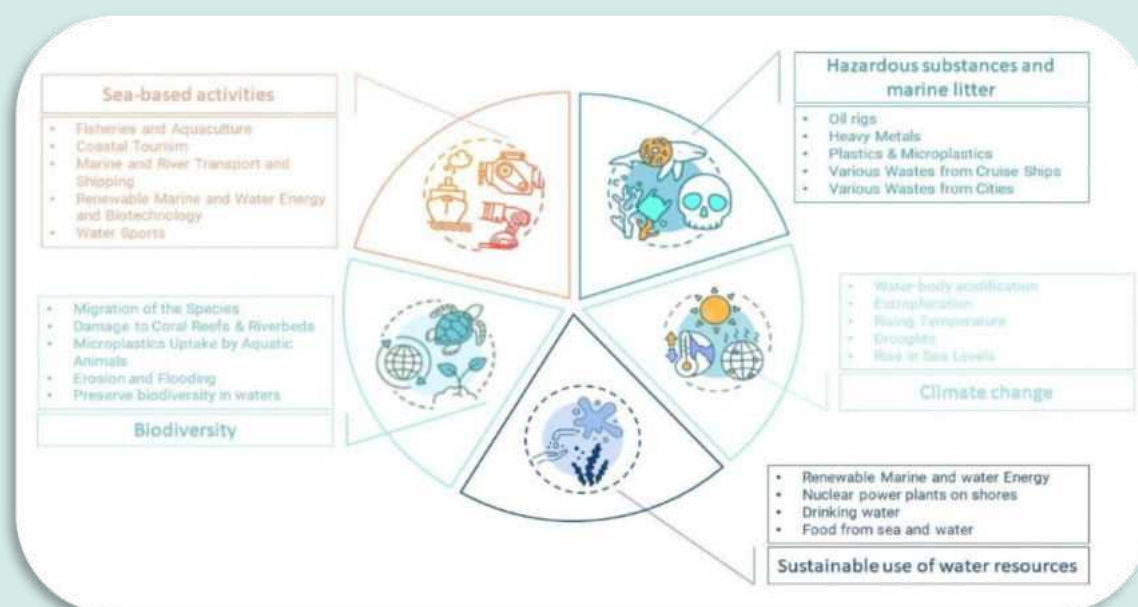 Sea-based activities
• Fisheries and Aquaculture
• Coastal Tourism
• Marine and River Transport and
Shipping
• Renewable Marine and Water Energy
and Biotechnology
• Water Sports
Hazardous substances and
marine litter
• Oil rigs
• Heavy Metals
• Plastics & Microplastics
• Various Wastes from Cruise Ships
• Various Wastes from Cities
• Migration of the Species
• Damage to Coral Reefs & Riverbeds
• Microplastics Uptake by Aquatic
Animals
• Erosion and Flooding
• Preserve biodiversity in waters
Biodiversity
• Water-body acidification
• Eutrophication
• Rising Temperature
• Droughts
• Rise in Sea Levels
Climate change
• Renewable Marine and water Energy
• Nuclear power plants on shores
• Drinking water
• Food from sea and water
Sustainable use of water resources